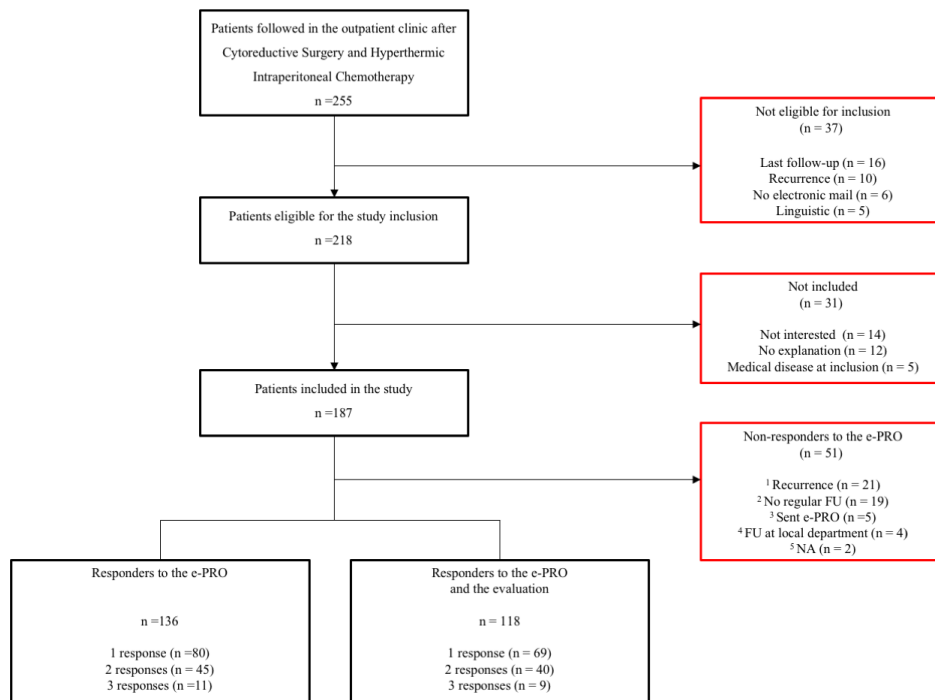 Patients followed in the outpatient clinic after
Cytoreductive Surgery and Hyperthermic
Intraperitoneal Chemotherapy
n =255
Not eligible for inclusion
(n = 37)
Last follow-up (n = 16)
Recurrence (n = 10)
No electronic mail (n = 6)
Linguistic (n = 5)
Patients eligible for the study inclusion
n =218
Not included
(n = 31)
Not interested (n = 14)
No explanation (n = 12)
Medical disease at inclusion (n = 5)
Patients included in the study
n =187
Non-responders to the e-PRO
(n = 51)
¹ Recurrence (n = 21)
² No regular FU (n = 19)
³ Sent e-PRO (n =5)
⁴ FU at local department (n = 4)
⁵ NA (n = 2)
Responders to the e-PRO
n =136
1 response (n =80)
2 responses (n = 45)
3 responses (n =11)
Responders to the e-PRO
and the evaluation
n = 118
1 response (n = 69)
2 responses (n = 40)
3 responses (n = 9)